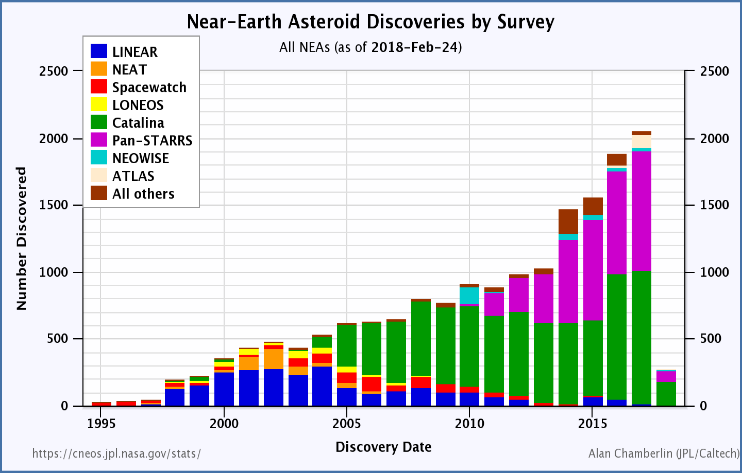 Near-Earth Asteroid Discoveries by Survey
All NEAs (as of 2018-Feb-24)
LINEAR
NEAT
Spacewatch
LONEOS
Catalina
Pan-STARRS
NEOWISE
ATLAS
All others
2500 2500
2000 2000
1500 1500
1000 1000
500 500
0 0
Number Discovered
1995 2000 2005 2010 2015
Discovery Date
https://cneos.jpl.nasa.gov/stats/
Alan Chamberlin (JPL/Caltech)